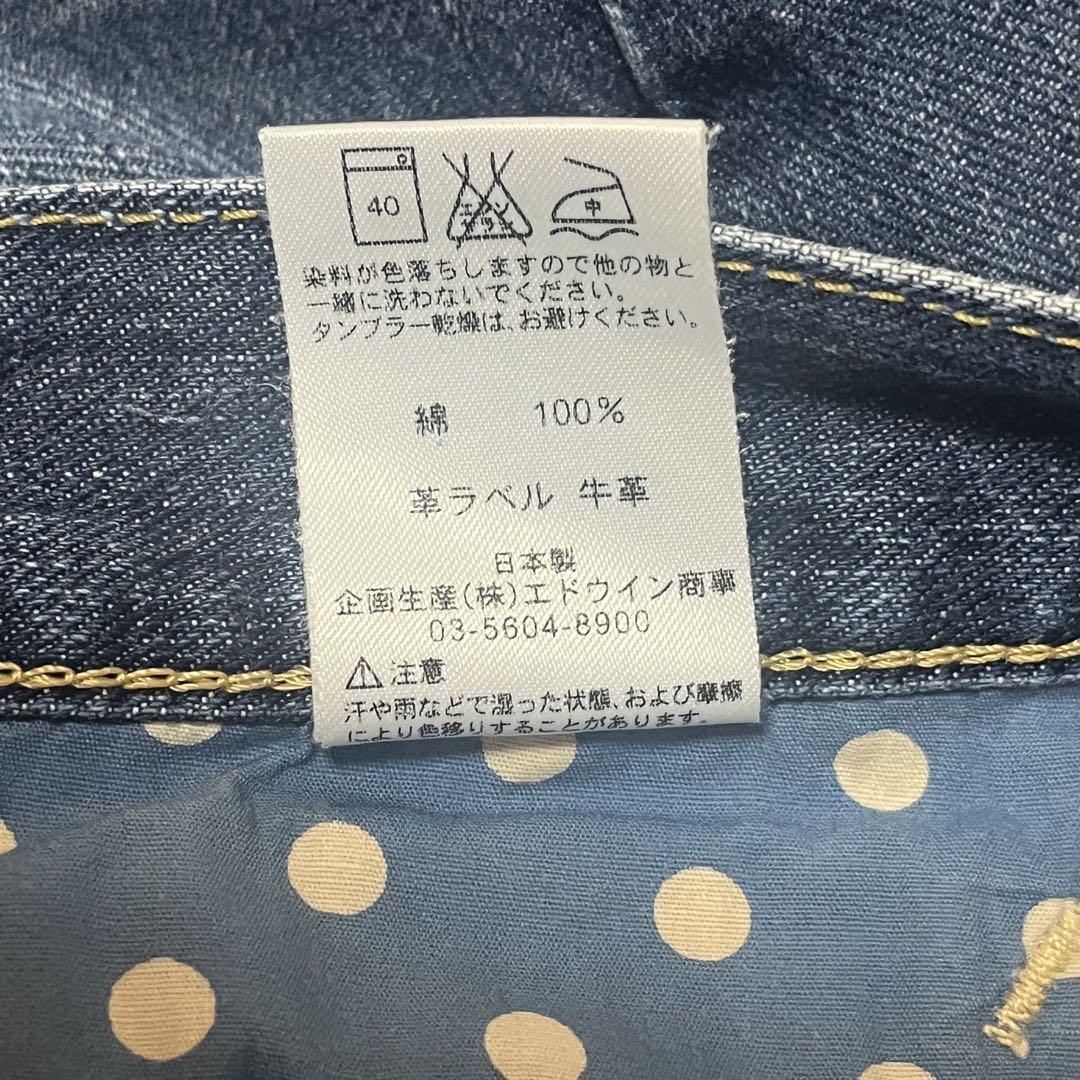 40 エンソサラシ 中
染料が色落ちしますので他の物と
一緒に洗わないでください。
タンブラー乾燥は、お避けください。
綿 100%
革ラベル 牛革
日本製
企画生産(株)エドウイン商事
03-5604-8900
⚠注意
汗や雨などで湿った状態、および摩擦
により色移りすることがあります。